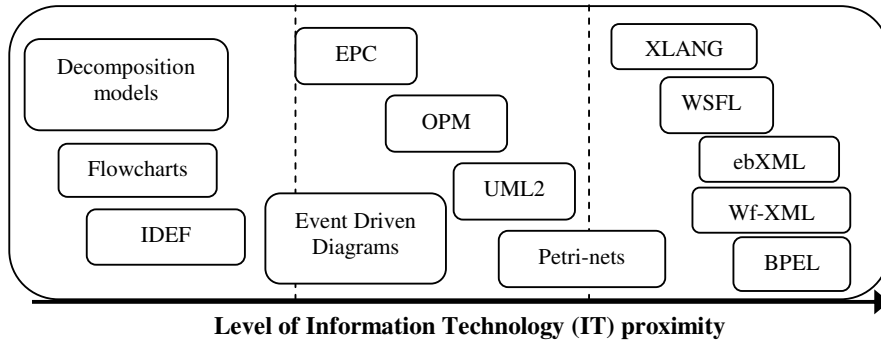 Decomposition
models
Flowcharts
IDEF
EPC
OPM
UML2
Event Driven
Diagrams
Petri-nets
XLANG
WSFL
ebXML
Wf-XML
BPEL
Level of Information Technology (IT) proximity